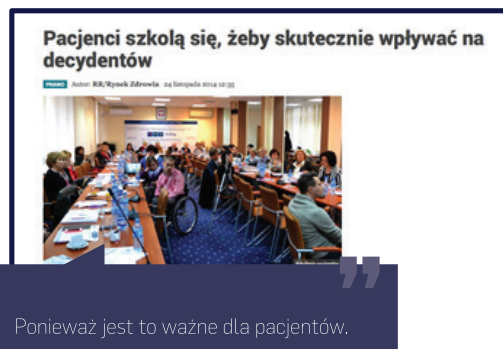 Pacjenci szkolą się, żeby skutecznie wpływać na
decydentów
PRAWO Autor: RR/Rynek Zdrowia 24 listopada 2014 12:35
”
Ponieważ jest to ważne dla pacjentów.